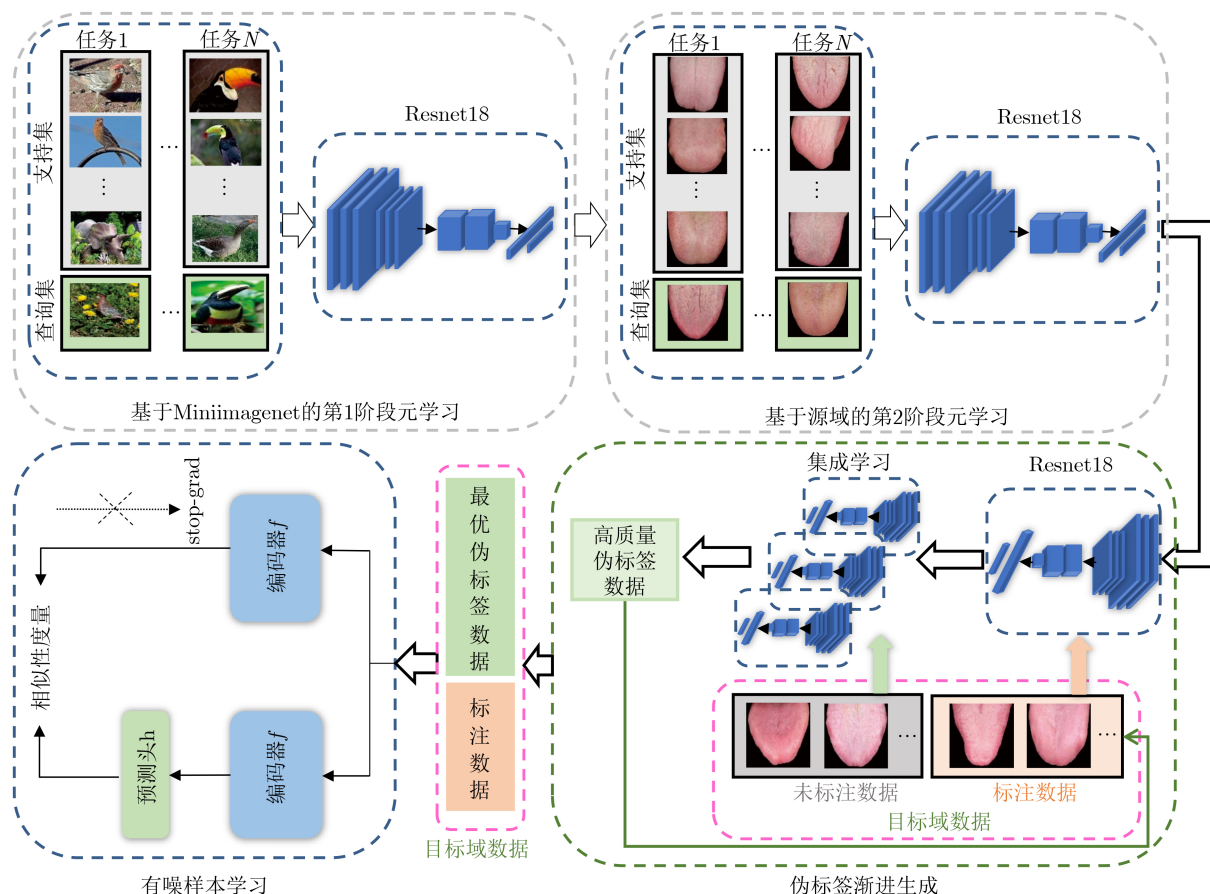 任务1
任务N
支持集
查询集
...
...
...
...
Resnet18
基于Miniimagenet的第1阶段元学习
任务1
任务N
支持集
查询集
...
...
...
...
Resnet18
基于源域的第2阶段元学习
stop-grad
编码器f
相似性度量
预测头h
编码器f
有噪样本学习
最优伪标签数据
标注数据
目标域数据
集成学习
Resnet18
高质量
伪标签
数据
...
...
未标注数据
标注数据
目标域数据
伪标签渐进生成